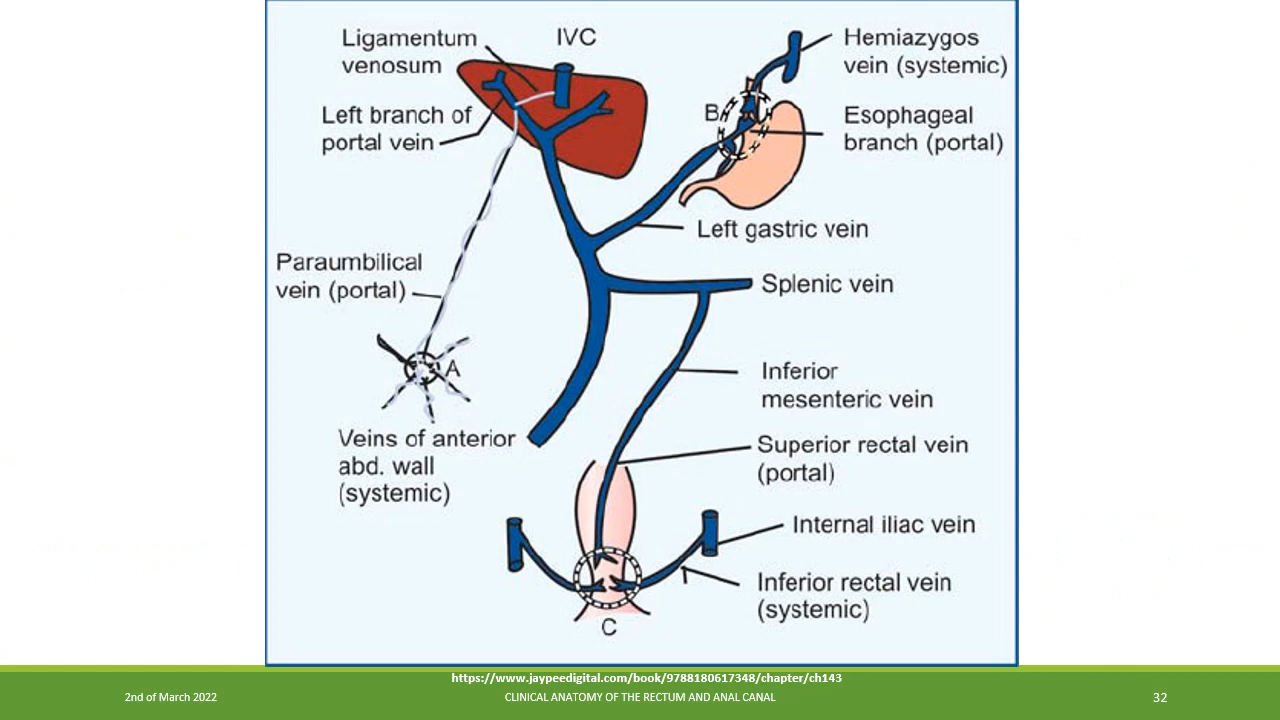 Ligamentum
venosum
IVC
Hemiazygos
vein (systemic)
Left branch of
portal vein
B
Esophageal
branch (portal)
Left gastric vein
Paraumbilical
vein (portal)
Splenic vein
A
Inferior
mesenteric vein
Veins of anterior
abd. wall
(systemic)
Superior rectal vein
(portal)
Internal iliac vein
Inferior rectal vein
(systemic)
C
https://www.jaypeedigital.com/book/9788180617348/chapter/ch143
2nd of March 2022
CLINICAL ANATOMY OF THE RECTUM AND ANAL CANAL
32